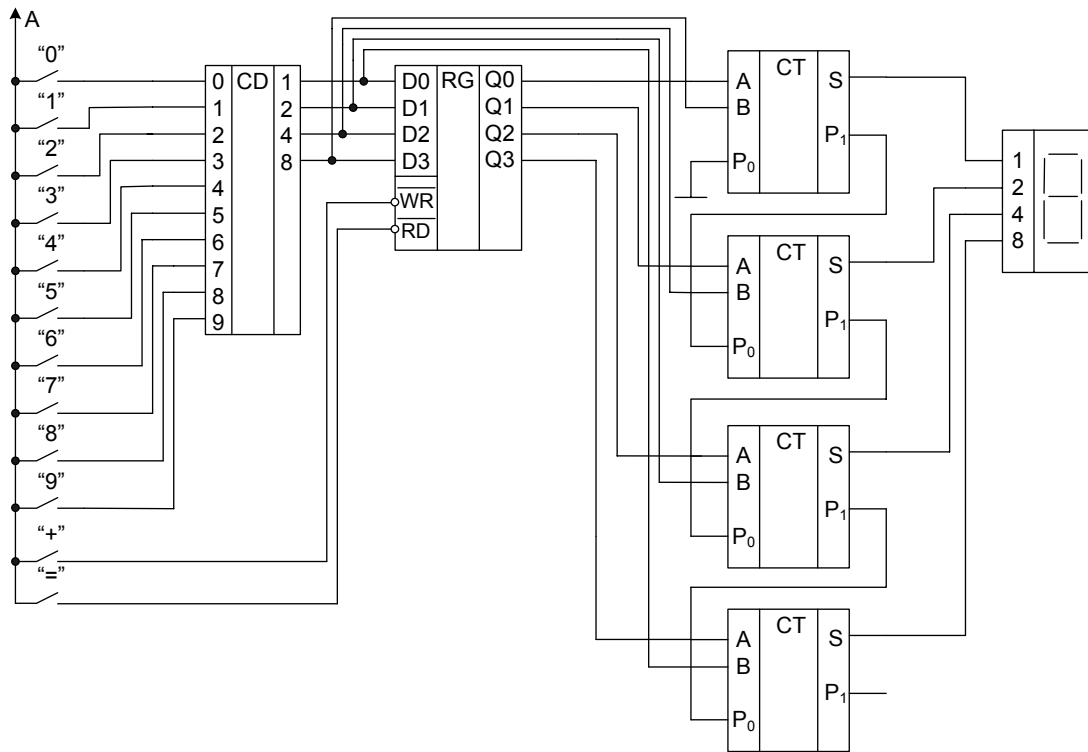 A
“0”
“1”
“2”
“3”
“4”
“5”
“6”
“7”
“8”
“9”
“+”
“=”
0 CD 1
1 2
2 4
3 8
4
5
6
7
8
9
D0 RG Q0
D1 Q1
D2 Q2
D3 Q3
WR
RD
A CT S
B
P1
P0
A CT S
B
P1
P0
A CT S
B
P1
P0
A CT S
B
P1
P0
1
2
4
8